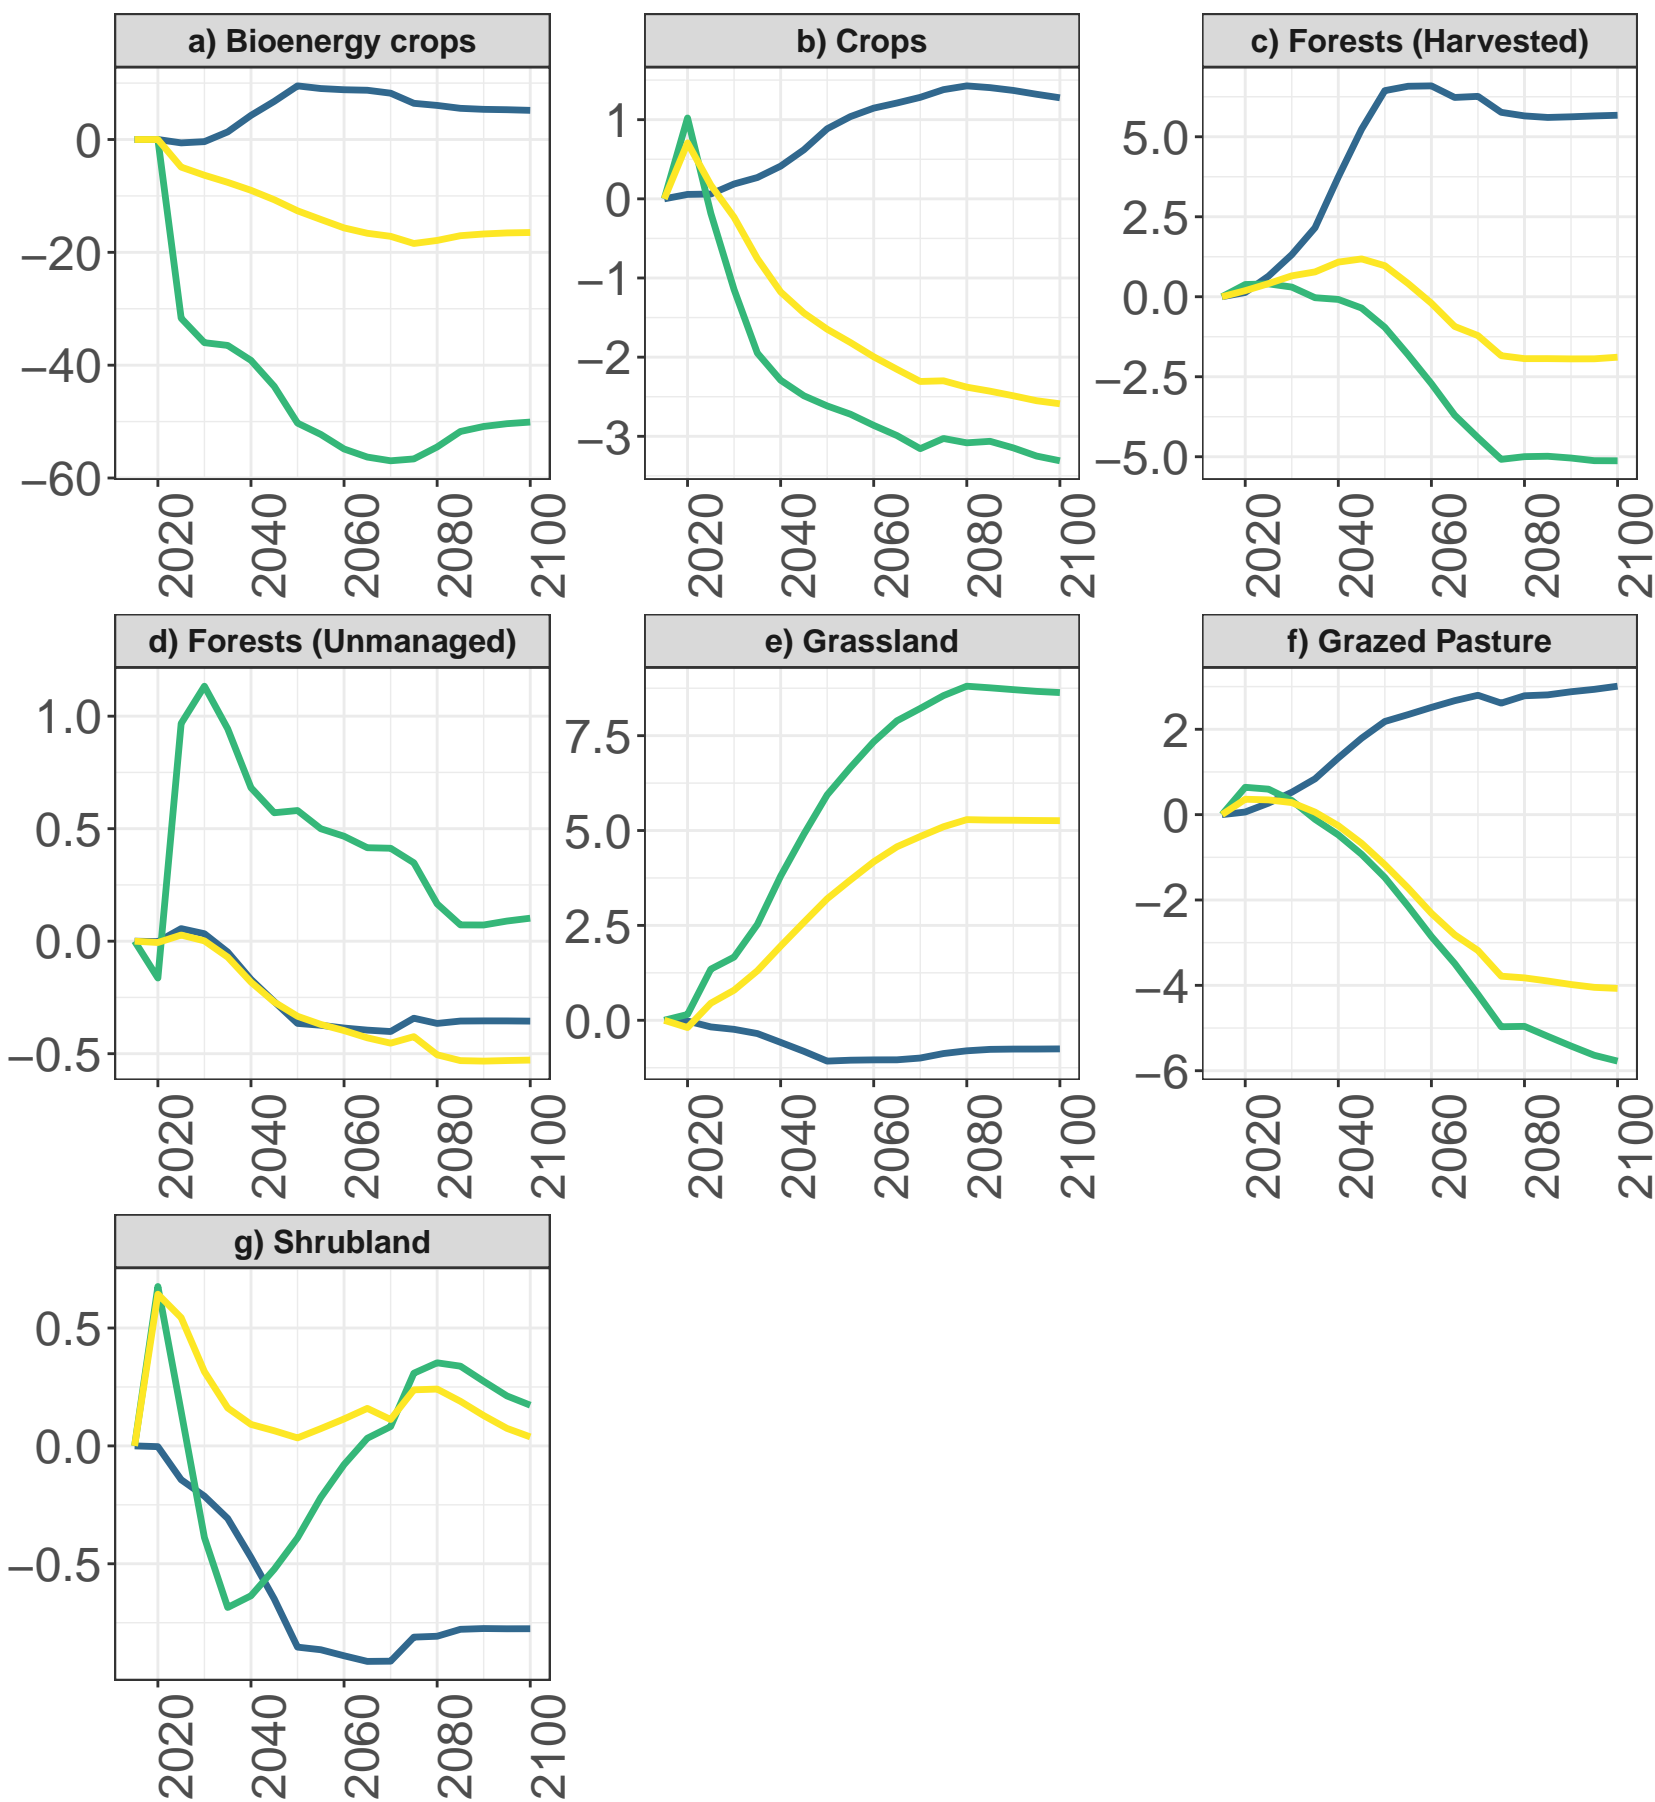 a) Bioenergy crops
0
−20
−40
−60
2020 2040 2060 2080 2100
b) Crops
1
0
−1
−2
−3
2020 2040 2060 2080 2100
c) Forests (Harvested)
5.0
2.5
0.0
−2.5
−5.0
2020 2040 2060 2080 2100
d) Forests (Unmanaged)
1.0
0.5
0.0
−0.5
2020 2040 2060 2080 2100
e) Grassland
7.5
5.0
2.5
0.0
2020 2040 2060 2080 2100
f) Grazed Pasture
2
0
−2
−4
−6
2020 2040 2060 2080 2100
g) Shrubland
0.5
0.0
−0.5
2020 2040 2060 2080 2100